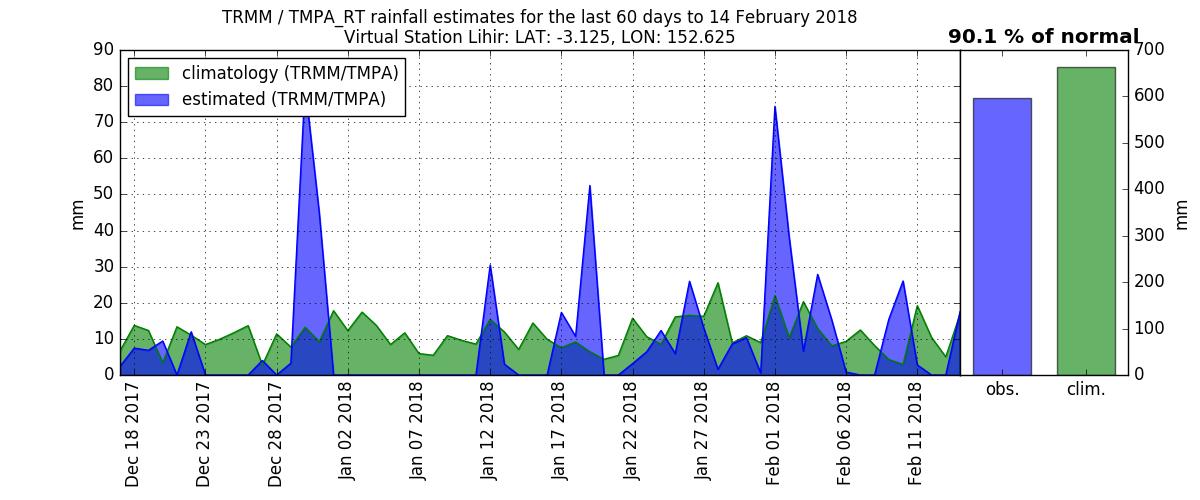 TRMM / TMPA_RT rainfall estimates for the last 60 days to 14 February 2018
Virtual Station Lihir: LAT: -3.125, LON: 152.625
90.1 % of normal
climatology (TRMM/TMPA)
estimated (TRMM/TMPA)
90
80
70
60
50
40
30
20
10
0
mm
Dec 18 2017
Dec 23 2017
Dec 28 2017
Jan 02 2018
Jan 07 2018
Jan 12 2018
Jan 17 2018
Jan 22 2018
Jan 27 2018
Feb 01 2018
Feb 06 2018
Feb 11 2018
obs.
clim.
700
600
500
400
300
200
100
0
mm